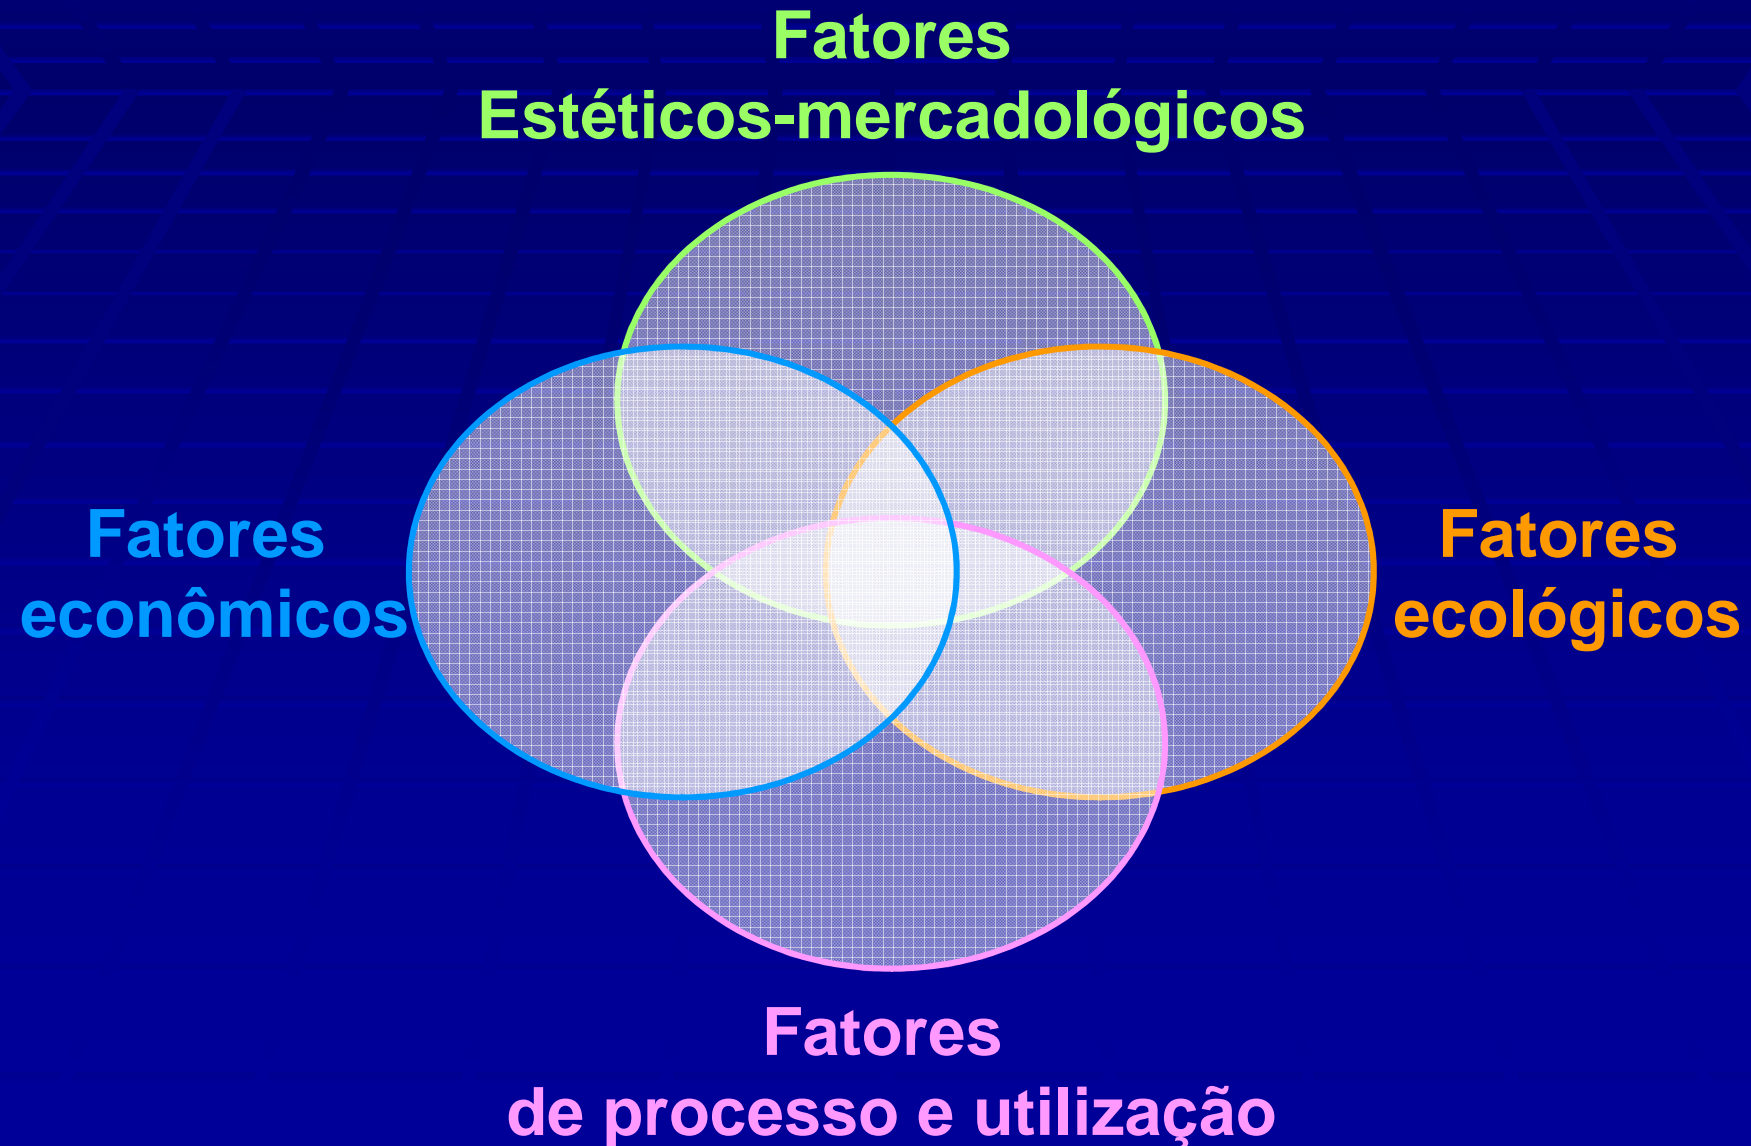 Fatores
Estéticos-mercadológicos
Fatores
econômicos
Fatores
ecológicos
Fatores
de processo e utilização